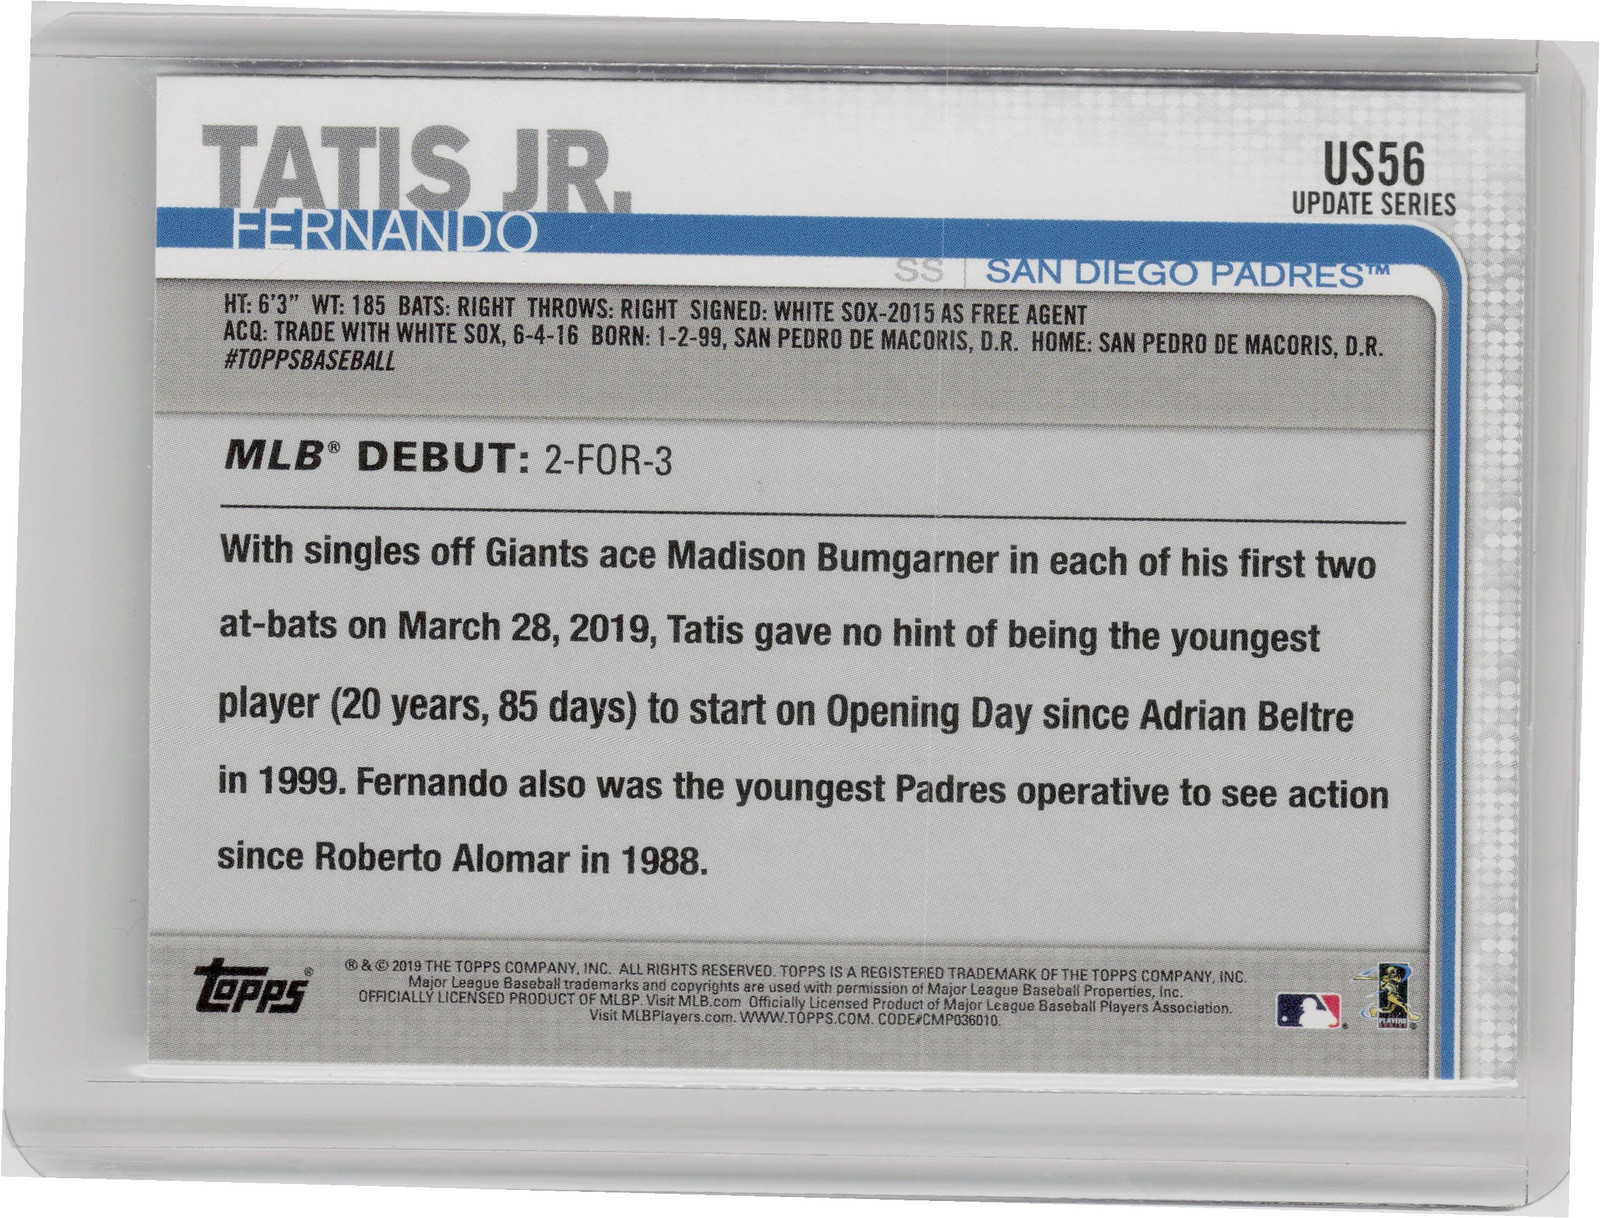 TATIS JR.
FERNANDO
US56
UPDATE SERIES
SS | SAN DIEGO PADRES™
HT: 6'3" WT: 185 BATS: RIGHT THROWS: RIGHT SIGNED: WHITE SOX-2015 AS FREE AGENT
ACQ: TRADE WITH WHITE SOX, 6-4-16 BORN: 1-2-99, SAN PEDRO DE MACORIS, D.R. HOME: SAN PEDRO DE MACORIS, D.R.
#TOPPSBASEBALL
MLB® DEBUT: 2-FOR-3
With singles off Giants ace Madison Bumgarner in each of his first two
at-bats on March 28, 2019, Tatis gave no hint of being the youngest
player (20 years, 85 days) to start on Opening Day since Adrian Beltre
in 1999. Fernando also was the youngest Padres operative to see action
since Roberto Alomar in 1988.
Topps®
® & © 2019 THE TOPPS COMPANY, INC. ALL RIGHTS RESERVED. TOPPS IS A REGISTERED TRADEMARK OF THE TOPPS COMPANY, INC.
Major League Baseball trademarks and copyrights are used with permission of Major League Baseball Properties, Inc.
OFFICIALLY LICENSED PRODUCT OF MLBP. Visit MLB.com Officially Licensed Product of Major League Baseball Players Association.
Visit MLBPlayers.com. WWW.TOPPS.COM. CODE#CMP036010.
PLAYERS